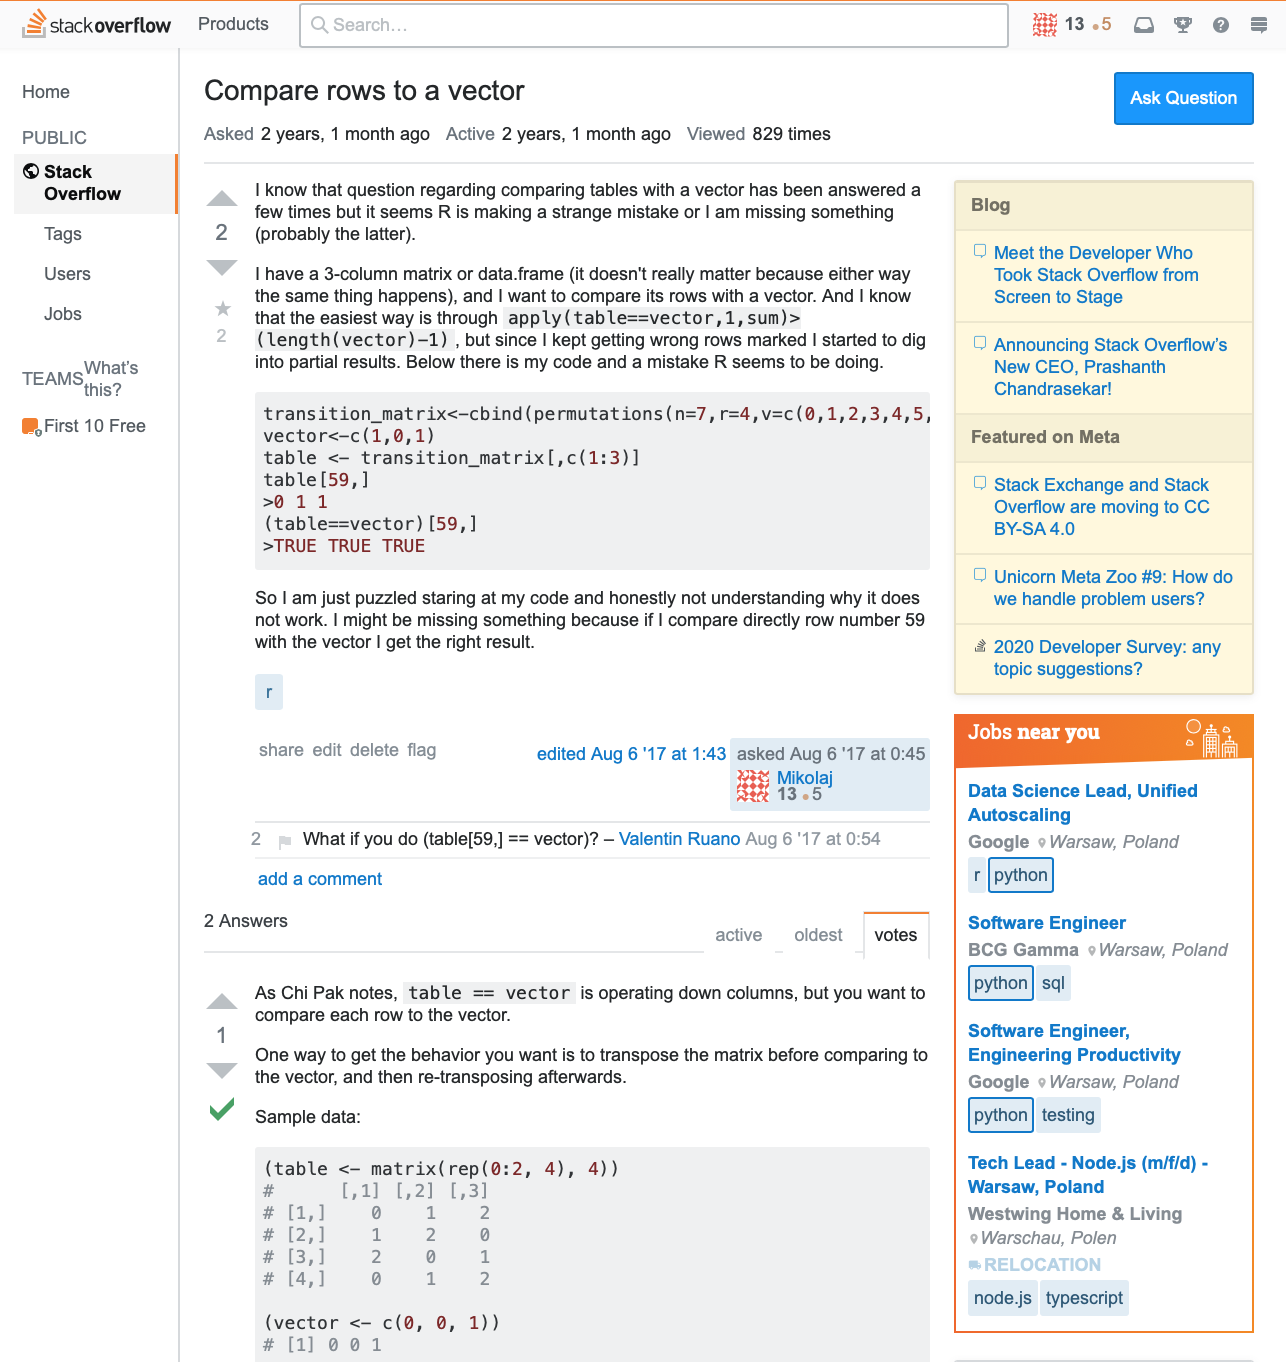 stackoverflow
Products
Search...
13 5
Home
PUBLIC
Stack
Overflow
Tags
Users
Jobs
TEAMS What's
this?
First 10 Free
Compare rows to a vector
Ask Question
Asked 2 years, 1 month ago Active 2 years, 1 month ago Viewed 829 times
2
2
I know that question regarding comparing tables with a vector has been answered a
few times but it seems R is making a strange mistake or I am missing something
(probably the latter).
I have a 3-column matrix or data.frame (it doesn't really matter because either way
the same thing happens), and I want to compare its rows with a vector. And I know
that the easiest way is through apply(table==vector,1,sum)>
(length(vector)-1) , but since I kept getting wrong rows marked I started to dig
into partial results. Below there is my code and a mistake R seems to be doing.
transition_matrix<-cbind(permutations(n=7,r=4,v=c(0,1,2,3,4,5,
vector<-c(1,0,1)
table <- transition_matrix[,c(1:3)]
table[59,]
>0 1 1
(table==vector)[59,]
>TRUE TRUE TRUE
So I am just puzzled staring at my code and honestly not understanding why it does
not work. I might be missing something because if I compare directly row number 59
with the vector I get the right result.
r
share edit delete flag
edited Aug 6 '17 at 1:43
asked Aug 6 '17 at 0:45
Mikolaj
13 5
2 What if you do (table[59,] == vector)? – Valentin Ruano Aug 6 '17 at 0:54
add a comment
2 Answers
active oldest votes
1
As Chi Pak notes, table == vector is operating down columns, but you want to
compare each row to the vector.
One way to get the behavior you want is to transpose the matrix before comparing to
the vector, and then re-transposing afterwards.
Sample data:
(table <- matrix(rep(0:2, 4), 4))
# [,1] [,2] [,3]
# [1,] 0 1 2
# [2,] 1 2 0
# [3,] 2 0 1
# [4,] 0 1 2
(vector <- c(0, 0, 1))
# [1] 0 0 1
Blog
Meet the Developer Who
Took Stack Overflow from
Screen to Stage
Announcing Stack Overflow's
New CEO, Prashanth
Chandrasekar!
Featured on Meta
Stack Exchange and Stack
Overflow are moving to CC
BY-SA 4.0
Unicorn Meta Zoo #9: How do
we handle problem users?
2020 Developer Survey: any
topic suggestions?
Jobs near you
Data Science Lead, Unified
Autoscaling
Google Warsaw, Poland
r python
Software Engineer
BCG Gamma Warsaw, Poland
python sql
Software Engineer,
Engineering Productivity
Google Warsaw, Poland
python testing
Tech Lead - Node.js (m/f/d) -
Warsaw, Poland
Westwing Home & Living
Warschau, Polen
RELOCATION
node.js typescript